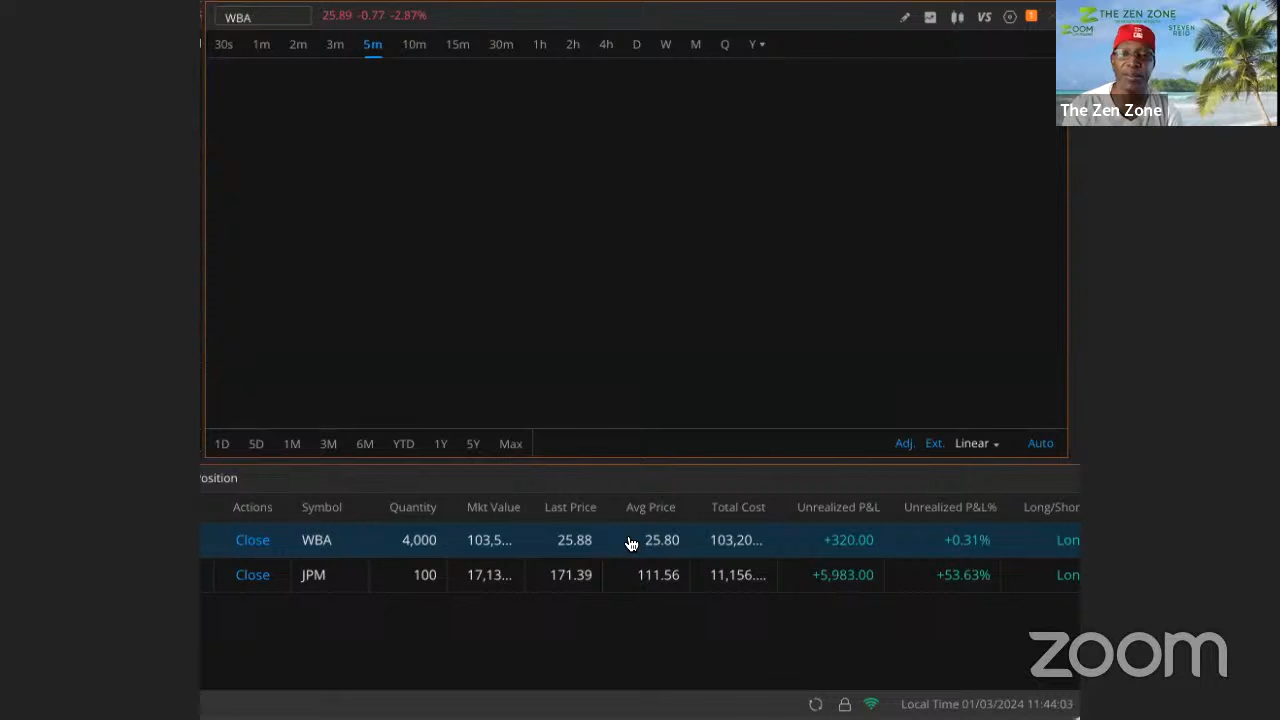 WBA
25.89 -0.77 -2.87%
VS
1
30s 1m 2m 3m 5m 10m 15m 30m 1h 2h 4h D W M Q Y
THE ZEN ZONE
ZOOM
STEVEN
REID
The Zen Zone
1D 5D 1M 3M 6M YTD 1Y 5Y Max
Adj. Ext. Linear Auto
osition
Actions Symbol Quantity Mkt Value Last Price Avg Price Total Cost Unrealized P&L Unrealized P&L% Long/Shor
Close WBA 4,000 103,5... 25.88 25.80 103,20... +320.00 +0.31% Lon
Close JPM 100 17,13... 171.39 111.56 11,156.... +5,983.00 +53.63% Lon
zoom
Local Time 01/03/2024 11:44:03